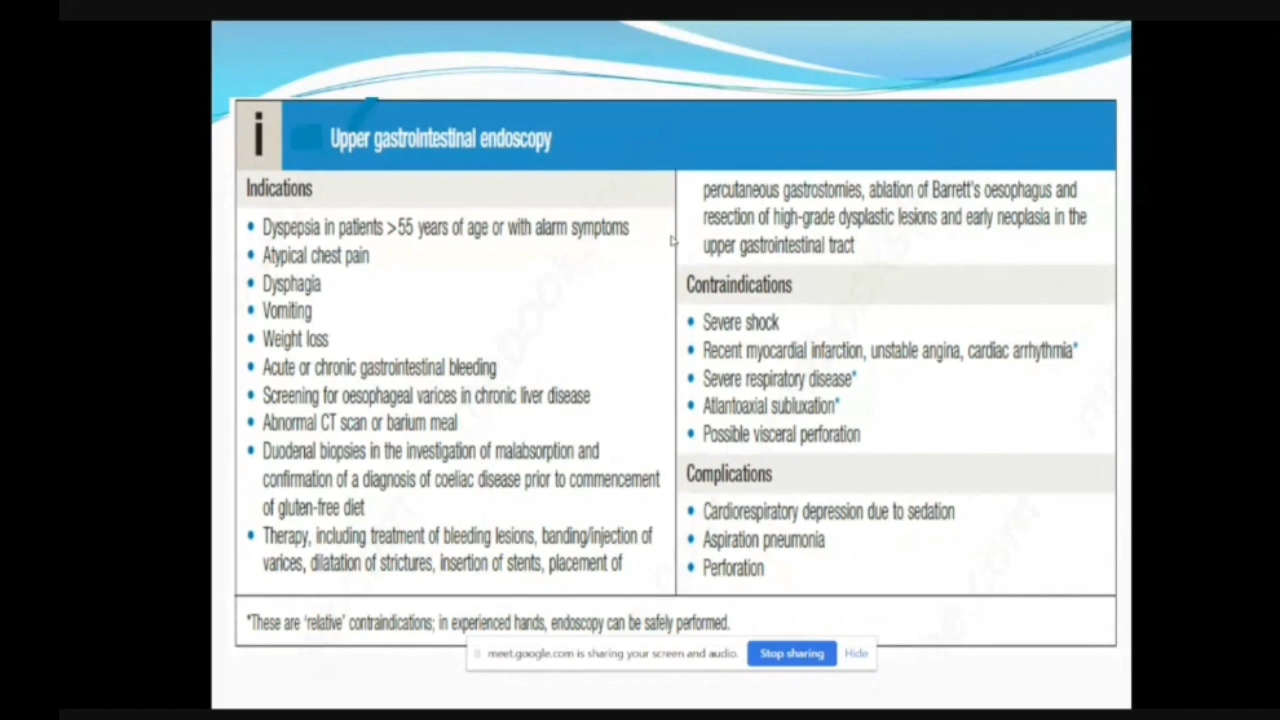 i
Upper gastrointestinal endoscopy
Indications
• Dyspepsia in patients >55 years of age or with alarm symptoms
• Atypical chest pain
• Dysphagia
• Vomiting
• Weight loss
• Acute or chronic gastrointestinal bleeding
• Screening for oesophageal varices in chronic liver disease
• Abnormal CT scan or barium meal
• Duodenal biopsies in the investigation of malabsorption and
confirmation of a diagnosis of coeliac disease prior to commencement
of gluten-free diet
• Therapy, including treatment of bleeding lesions, banding/injection of
varices, dilatation of strictures, insertion of stents, placement of
percutaneous gastrostomies, ablation of Barrett's oesophagus and
resection of high-grade dysplastic lesions and early neoplasia in the
upper gastrointestinal tract
Contraindications
• Severe shock
• Recent myocardial infarction, unstable angina, cardiac arrhythmia*
• Severe respiratory disease*
• Atlantoaxial subluxation*
• Possible visceral perforation
Complications
• Cardiorespiratory depression due to sedation
• Aspiration pneumonia
• Perforation
*These are 'relative' contraindications; in experienced hands, endoscopy can be safely performed.
meet.google.com is sharing your screen and audio. Stop sharing Hide